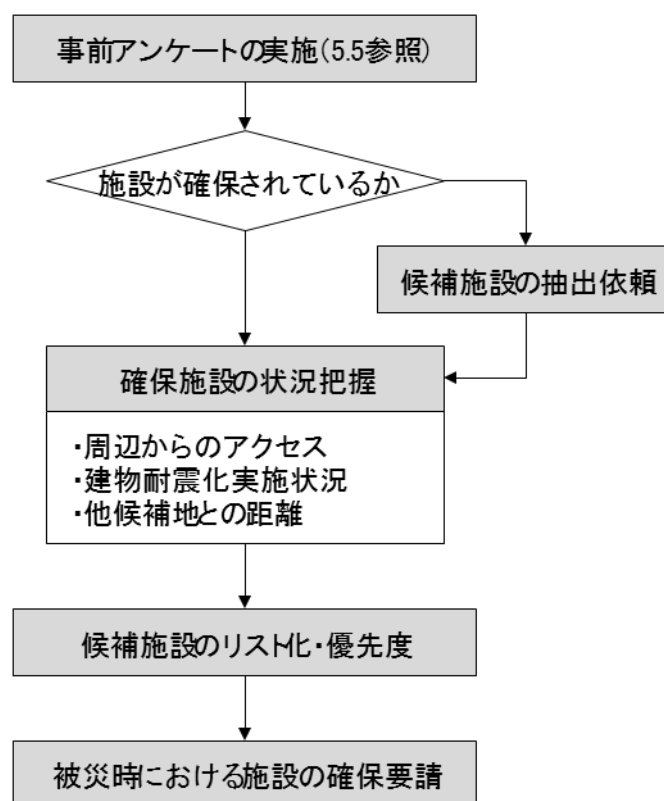 事前アンケートの実施(5.5参照)
施設が確保されているか
候補施設の抽出依頼
確保施設の状況把握
・周辺からのアクセス
・建物耐震化実施状況
・他候補地との距離
候補施設のリスト化・優先度
被災時における施設の確保要請